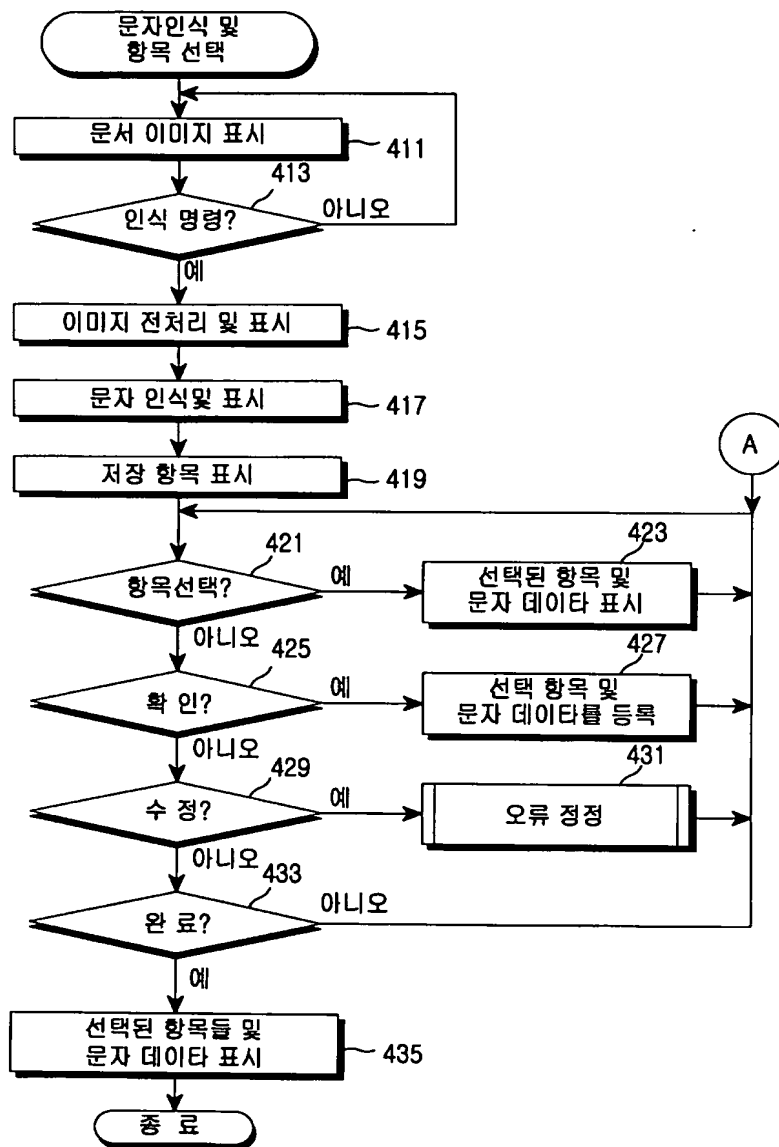 문자인식 및
항목 선택
문서 이미지 표시
411
413
인식 명령?
아니오
예
이미지 전처리 및 표시
415
문자 인식및 표시
417
A
저장 항목 표시
419
421
항목선택?
예
423
선택된 항목 및
문자 데이타 표시
아니오
425
확 인?
예
427
선택 항목 및
문자 데이타를 등록
아니오
429
수 정?
예
431
오류 정정
아니오
433
완 료?
아니오
예
선택된 항목들 및
문자 데이타 표시
435
종 료